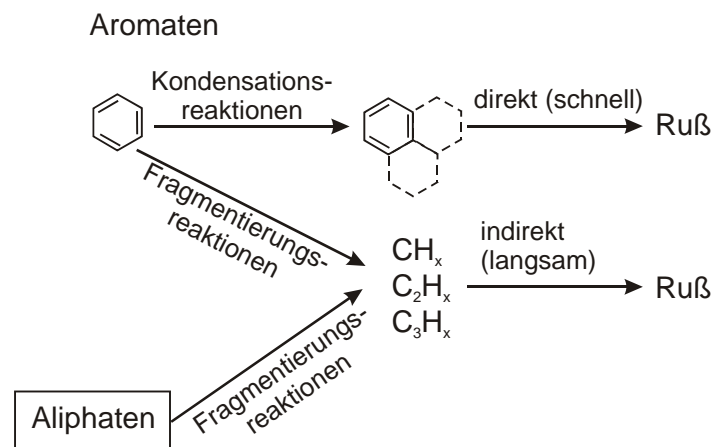 Aromaten
Kondensations-
reaktionen
direkt (schnell)
Ruß
Fragmentierungs-
reaktionen
CHₓ
C₂Hₓ
C₃Hₓ
indirekt
(langsam)
Ruß
Fragmentierungs-
reaktionen
Aliphaten